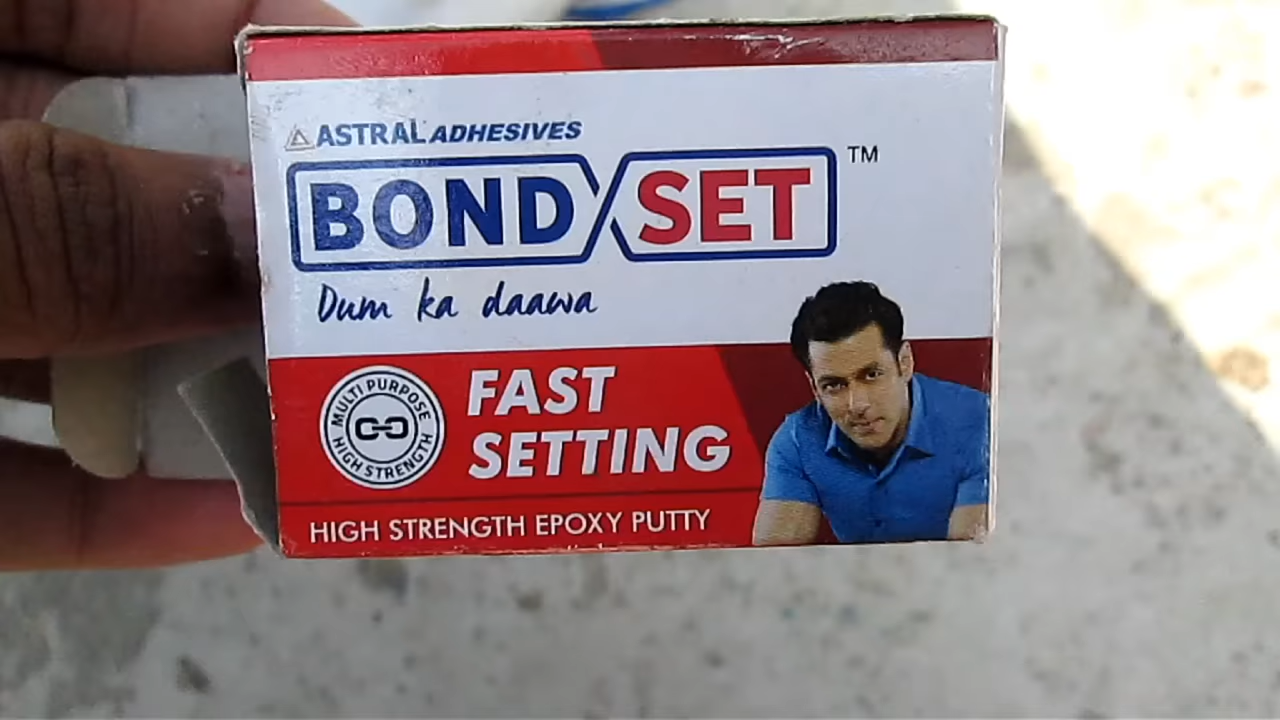 ASTRAL ADHESIVES
BOND SET ™
Dum ka daawa
MULTI PURPOSE
HIGH STRENGTH
FAST
SETTING
HIGH STRENGTH EPOXY PUTTY